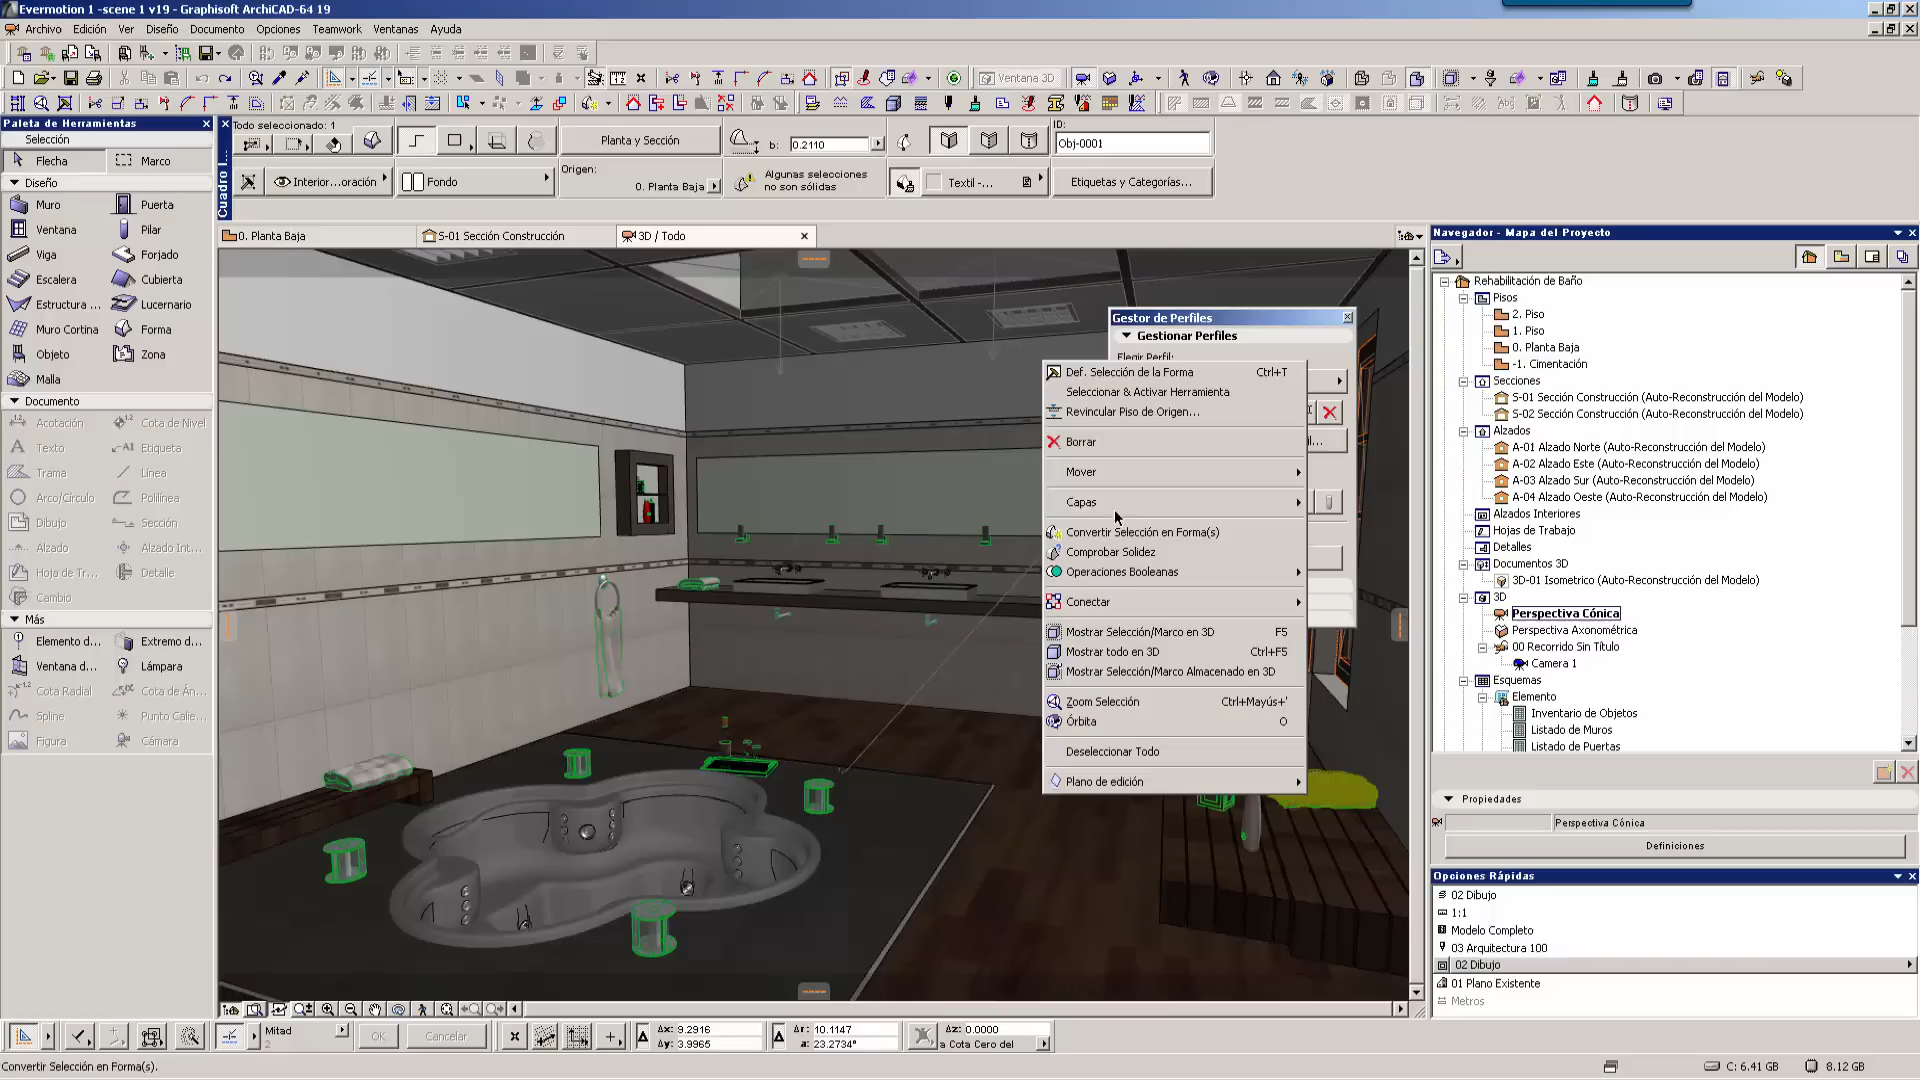 Evermotion 1 -scene 1 v19 - Graphisoft ArchiCAD-64 19
Archivo Edición Ver Diseño Documento Opciones Teamwork Ventanas Ayuda
Ventana 3D
Paleta de Herramientas
Selección
Flecha Marco
Diseño
Muro Puerta
Ventana Pilar
Viga Forjado
Escalera Cubierta
Estructura ... Lucernario
Muro Cortina Forma
Objeto Zona
Malla
Documento
Acotación Cota de Nivel
Texto A1 Etiqueta
Trama Línea
Arco/Círculo Polilínea
Dibujo Sección
Alzado Alzado Int...
Hoja de Tr... Detalle
Cambio
Más
Elemento d... Extremo d...
Ventana d... Lámpara
Cota Radial Cota de Án...
Spline Punto Calie...
Figura Cámara
Cuadro I...
Todo seleccionado: 1
Planta y Sección
b: 0.2110
ID:
Obj-0001
Interior...oración
Fondo
Origen:
0. Planta Baja
Algunas selecciones
no son sólidas
Textil -...
Etiquetas y Categorías...
0. Planta Baja
S-01 Sección Construcción
3D / Todo
Gestor de Perfiles
Gestionar Perfiles
Elegir Perfil:
l...
Def. Selección de la Forma Ctrl+T
Seleccionar & Activar Herramienta
Revincular Piso de Origen...
Borrar
Mover
Capas
Convertir Selección en Forma(s)
Comprobar Solidez
Operaciones Booleanas
Conectar
Mostrar Selección/Marco en 3D F5
Mostrar todo en 3D Ctrl+F5
Mostrar Selección/Marco Almacenado en 3D
Zoom Selección Ctrl+Mayús+'
Órbita O
Deseleccionar Todo
Plano de edición
Navegador - Mapa del Proyecto
Rehabilitación de Baño
Pisos
2. Piso
1. Piso
0. Planta Baja
-1. Cimentación
Secciones
S-01 Sección Construcción (Auto-Reconstrucción del Modelo)
S-02 Sección Construcción (Auto-Reconstrucción del Modelo)
Alzados
A-01 Alzado Norte (Auto-Reconstrucción del Modelo)
A-02 Alzado Este (Auto-Reconstrucción del Modelo)
A-03 Alzado Sur (Auto-Reconstrucción del Modelo)
A-04 Alzado Oeste (Auto-Reconstrucción del Modelo)
Alzados Interiores
Hojas de Trabajo
Detalles
Documentos 3D
3D-01 Isometrico (Auto-Reconstrucción del Modelo)
3D
Perspectiva Cónica
Perspectiva Axonométrica
00 Recorrido Sin Título
Camera 1
Esquemas
Elemento
Inventario de Objetos
Listado de Muros
Listado de Puertas
Propiedades
Perspectiva Cónica
Definiciones
Opciones Rápidas
02 Dibujo
1:1
Modelo Completo
03 Arquitectura 100
02 Dibujo
01 Plano Existente
Metros
Mitad
2
OK
Cancelar
Δx: 9.2916
Δy: 3.9965
Δr: 10.1147
a: 23.2734°
Δz: 0.0000
a Cota Cero del
Convertir Selección en Forma(s).
C: 6.41 GB
8.12 GB